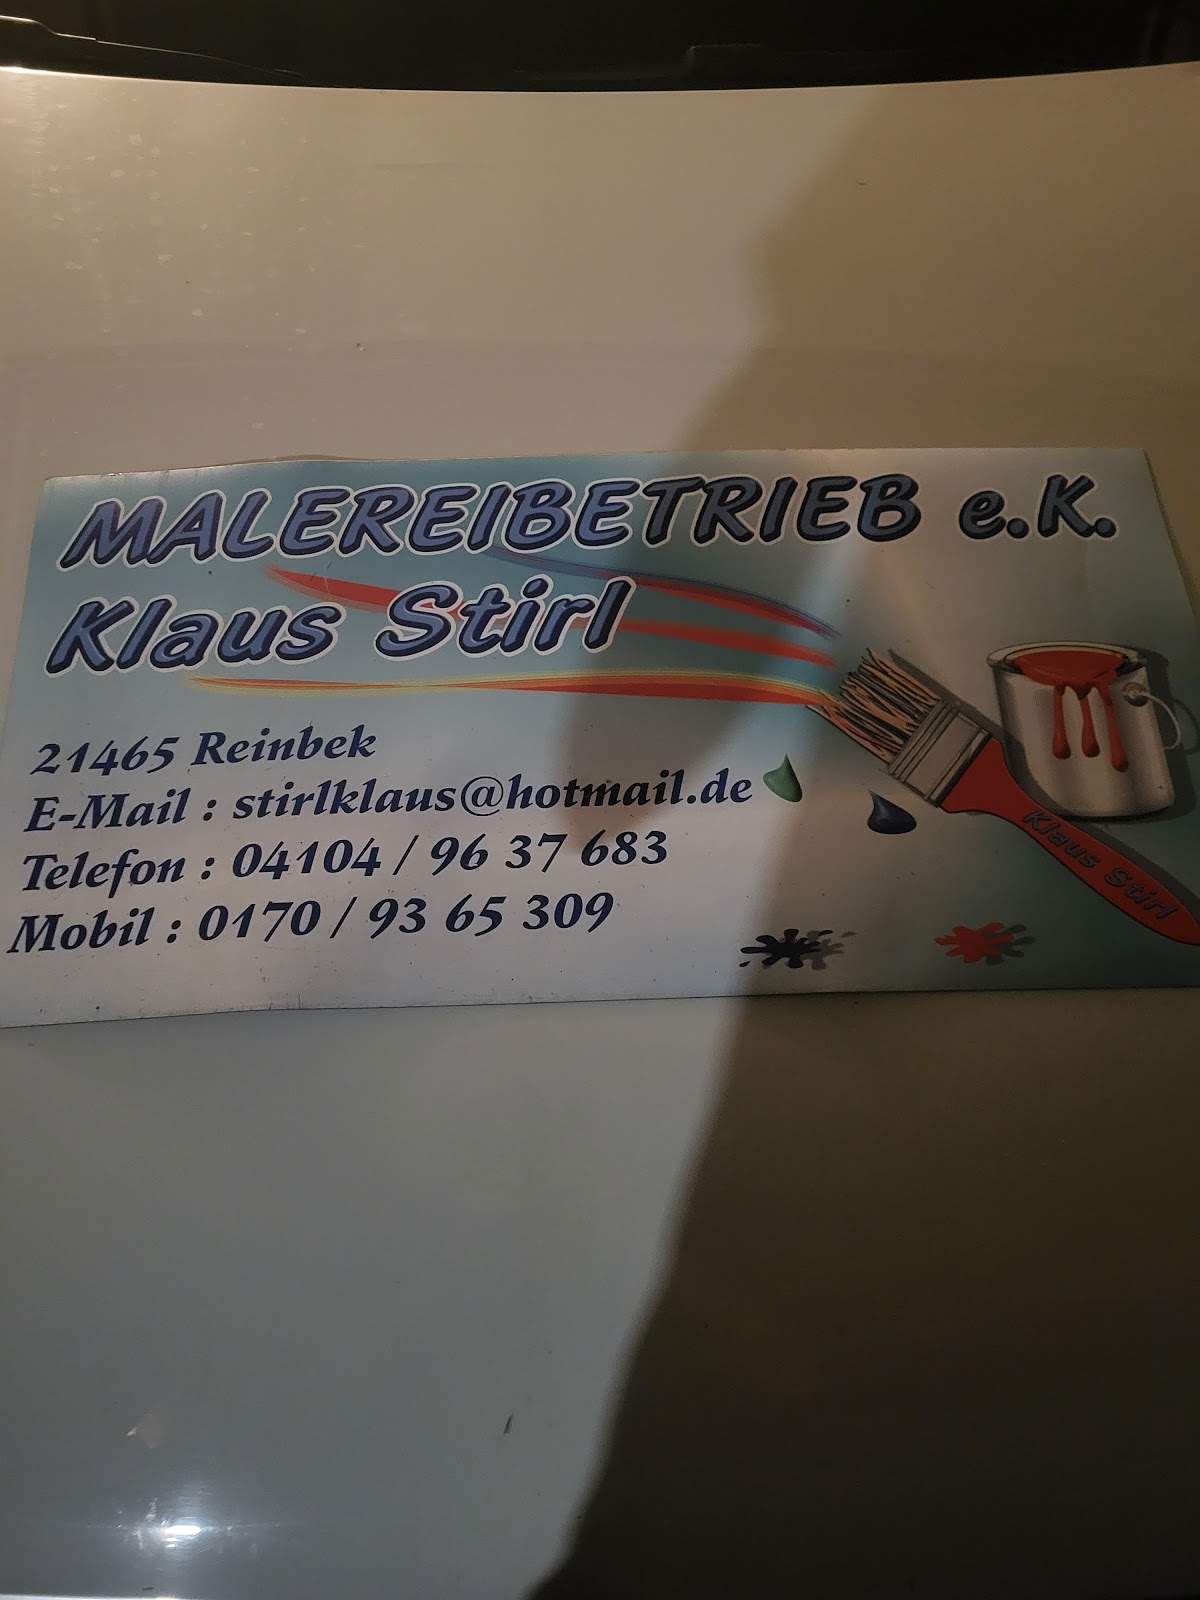 MALEREIBETRIEB e.K.
Klaus Stirl
21465 Reinbek
E-Mail : stirlklaus@hotmail.de
Telefon : 04104 / 96 37 683
Mobil : 0170 / 93 65 309
Klaus Stirl